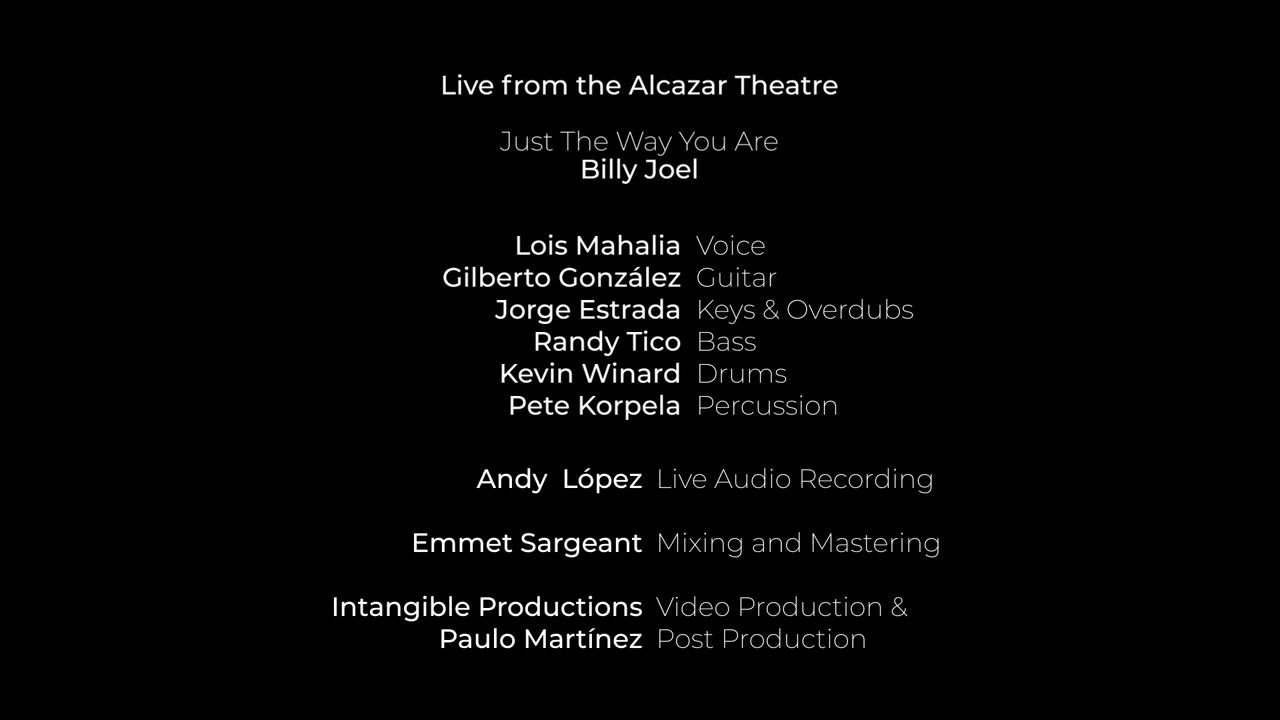 Live from the Alcazar Theatre
Just The Way You Are
Billy Joel
Lois Mahalia Voice
Gilberto González Guitar
Jorge Estrada Keys & Overdubs
Randy Tico Bass
Kevin Winard Drums
Pete Korpela Percussion
Andy López Live Audio Recording
Emmet Sargeant Mixing and Mastering
Intangible Productions Video Production &
Paulo Martínez Post Production